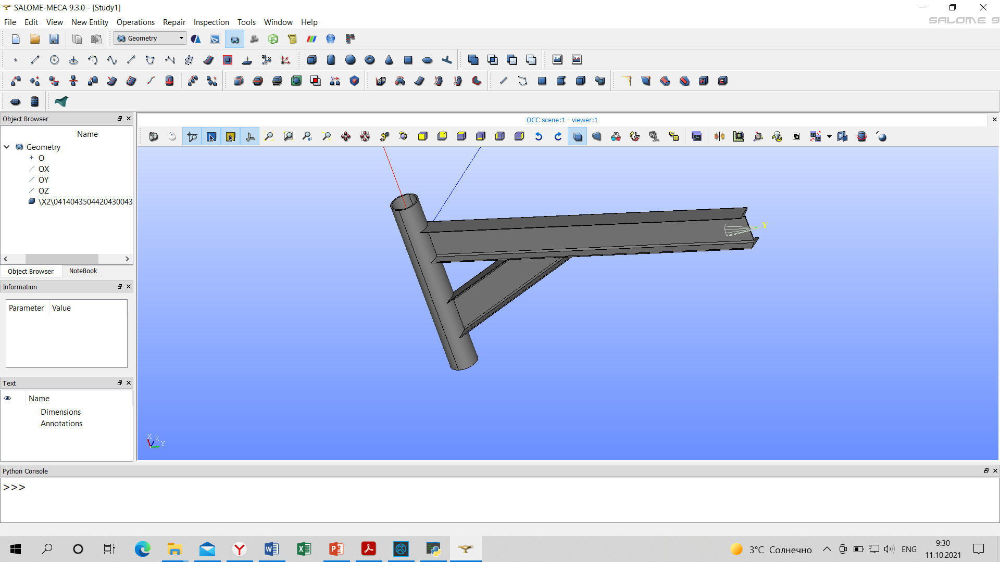 SALOME-MECA 9.3.0 - [Study1]
File Edit View New Entity Operations Repair Inspection Tools Window Help
SALOME 9
Geometry
Object Browser
OCC scene:1 - viewer:1
Name
Geometry
O
OX
OY
OZ
\X2\0414043504420430043
Object Browser NoteBook
Information
Parameter Value
Text
Name
Dimensions
Annotations
Y
X Z Y
Python Console
>>>
3°C Солнечно
ENG
9:30
11.10.2021